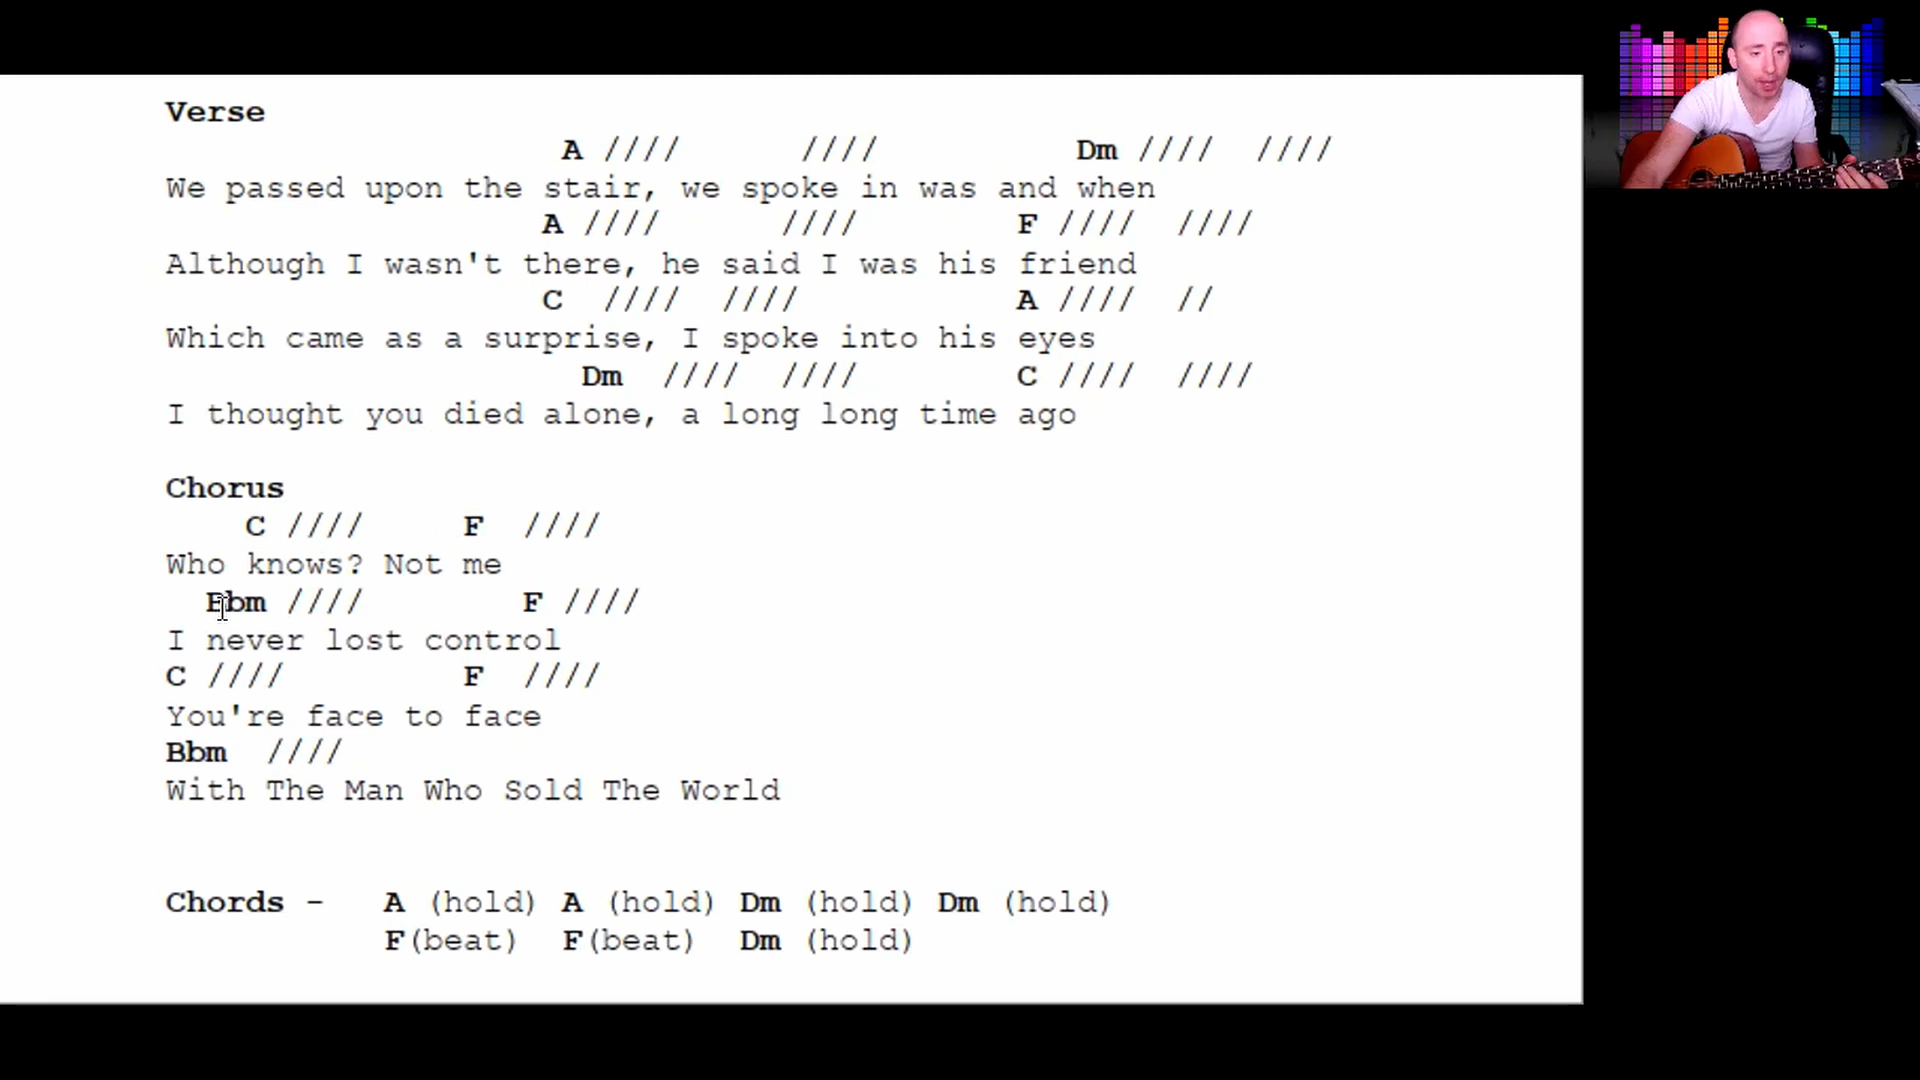 Verse
A //// //// Dm //// ////
We passed upon the stair, we spoke in was and when
A //// //// F //// ////
Although I wasn't there, he said I was his friend
C //// //// A //// //
Which came as a surprise, I spoke into his eyes
Dm //// //// C //// ////
I thought you died alone, a long long time ago
Chorus
C //// F ////
Who knows? Not me
Bbm //// F ////
I never lost control
C //// F ////
You're face to face
Bbm ////
With The Man Who Sold The World
Chords - A (hold) A (hold) Dm (hold) Dm (hold)
F(beat) F(beat) Dm (hold)